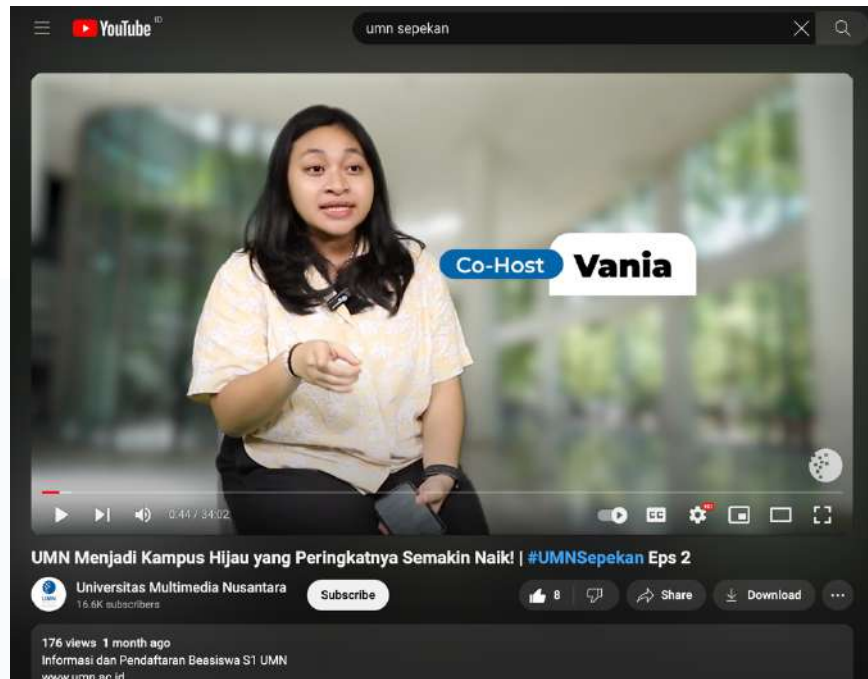 YouTube ID
umn sepekan
Co-Host Vania
0:44 / 34:02
CC
UMN Menjadi Kampus Hijau yang Peringkatnya Semakin Naik! | #UMNSepekan Eps 2
Universitas Multimedia Nusantara
16.6K subscribers
Subscribe
8
Share
Download
176 views 1 month ago
Informasi dan Pendaftaran Beasiswa S1 UMN
www.umn.ac.id